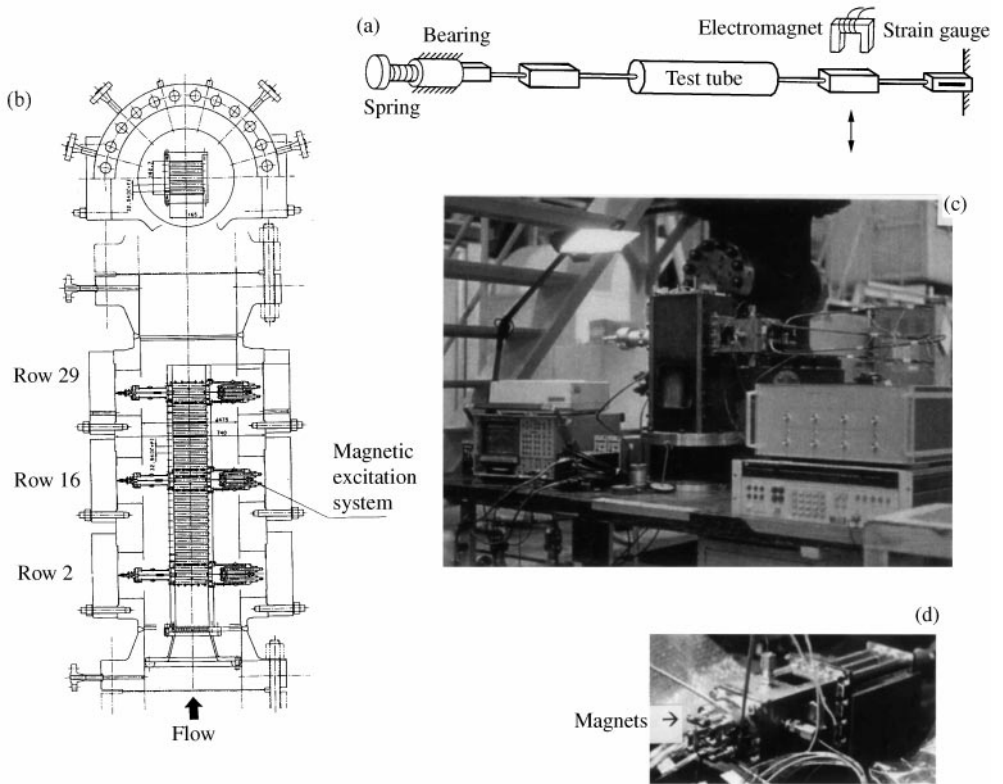 (a)
Electromagnet
Strain gauge
Bearing
Test tube
Spring
(b)
(c)
Row 29
Magnetic
excitation
system
Row 16
Row 2
Flow
(d)
Magnets →